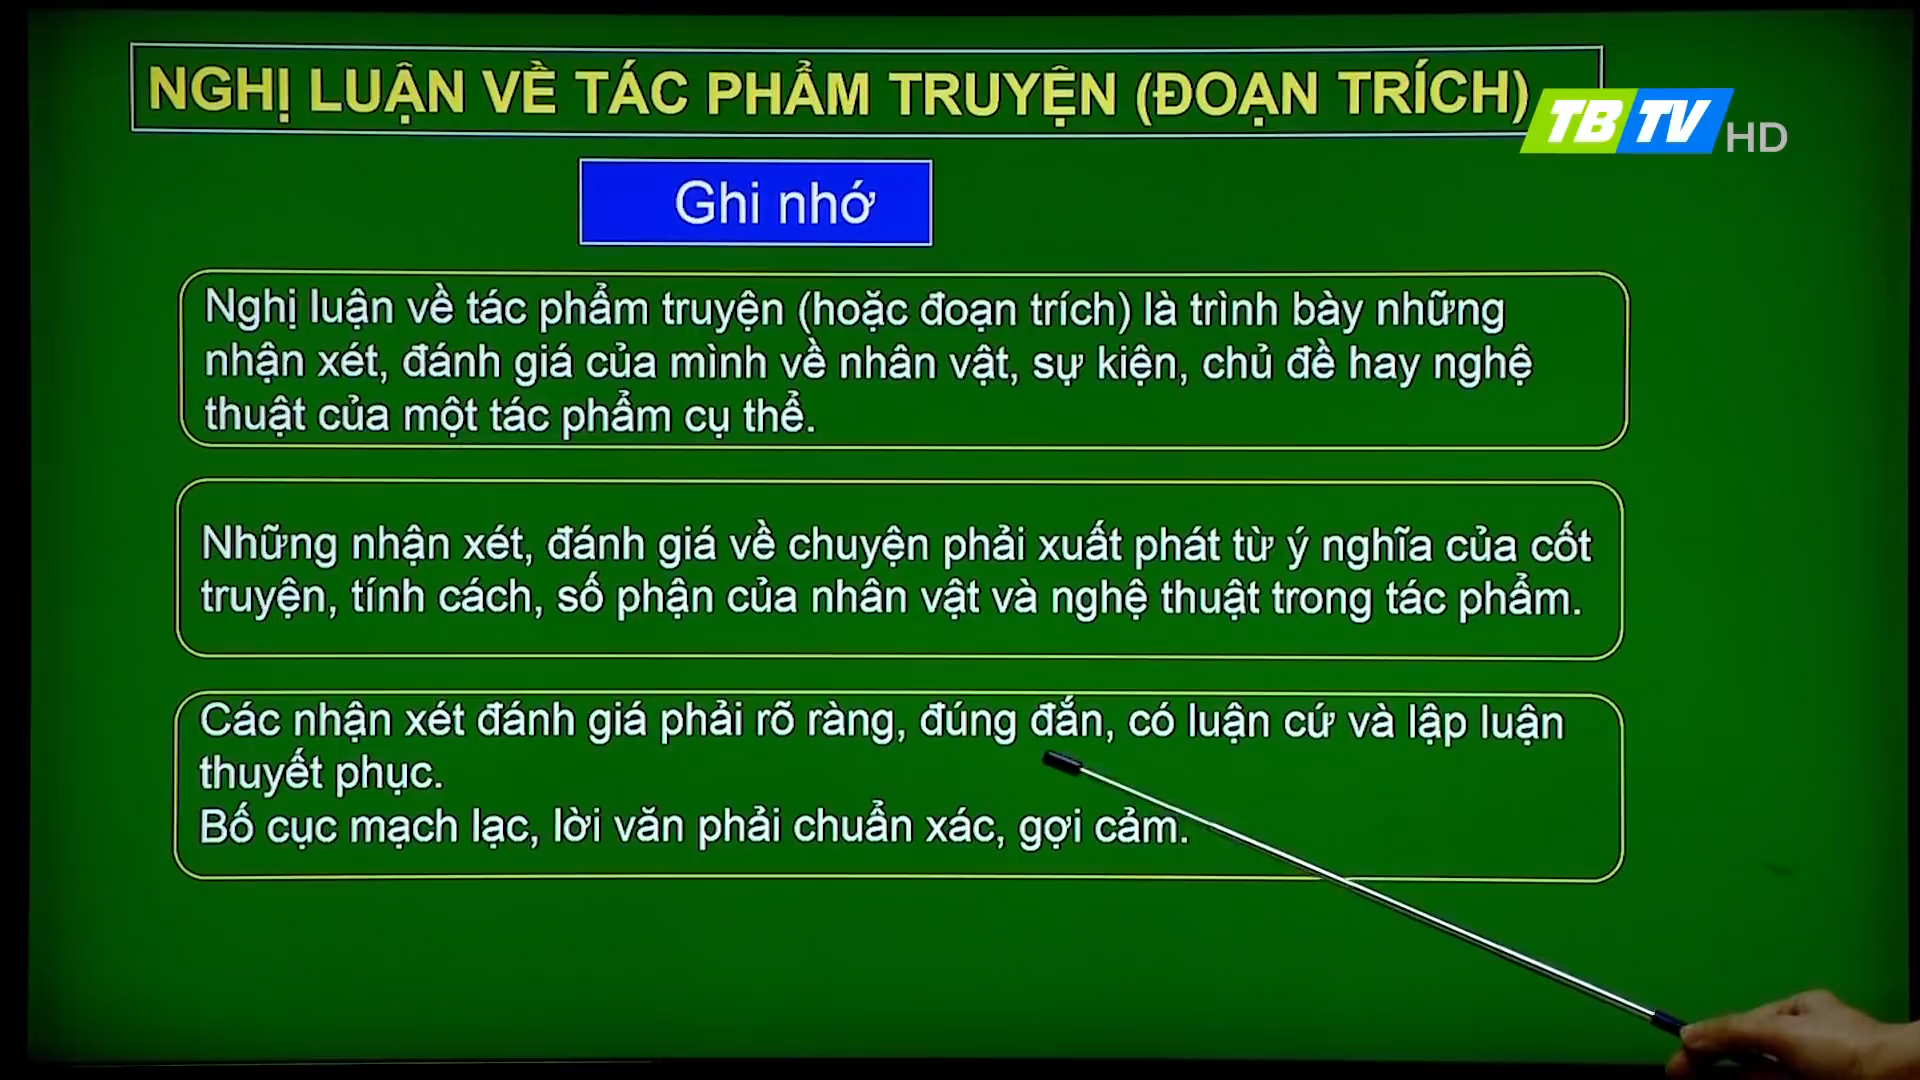 NGHỊ LUẬN VỀ TÁC PHẨM TRUYỆN (ĐOẠN TRÍCH)
TBTV HD
Ghi nhớ
Nghị luận về tác phẩm truyện (hoặc đoạn trích) là trình bày những
nhận xét, đánh giá của mình về nhân vật, sự kiện, chủ đề hay nghệ
thuật của một tác phẩm cụ thể.
Những nhận xét, đánh giá về chuyện phải xuất phát từ ý nghĩa của cốt
truyện, tính cách, số phận của nhân vật và nghệ thuật trong tác phẩm.
Các nhận xét đánh giá phải rõ ràng, đúng đắn, có luận cứ và lập luận
thuyết phục.
Bố cục mạch lạc, lời văn phải chuẩn xác, gợi cảm.